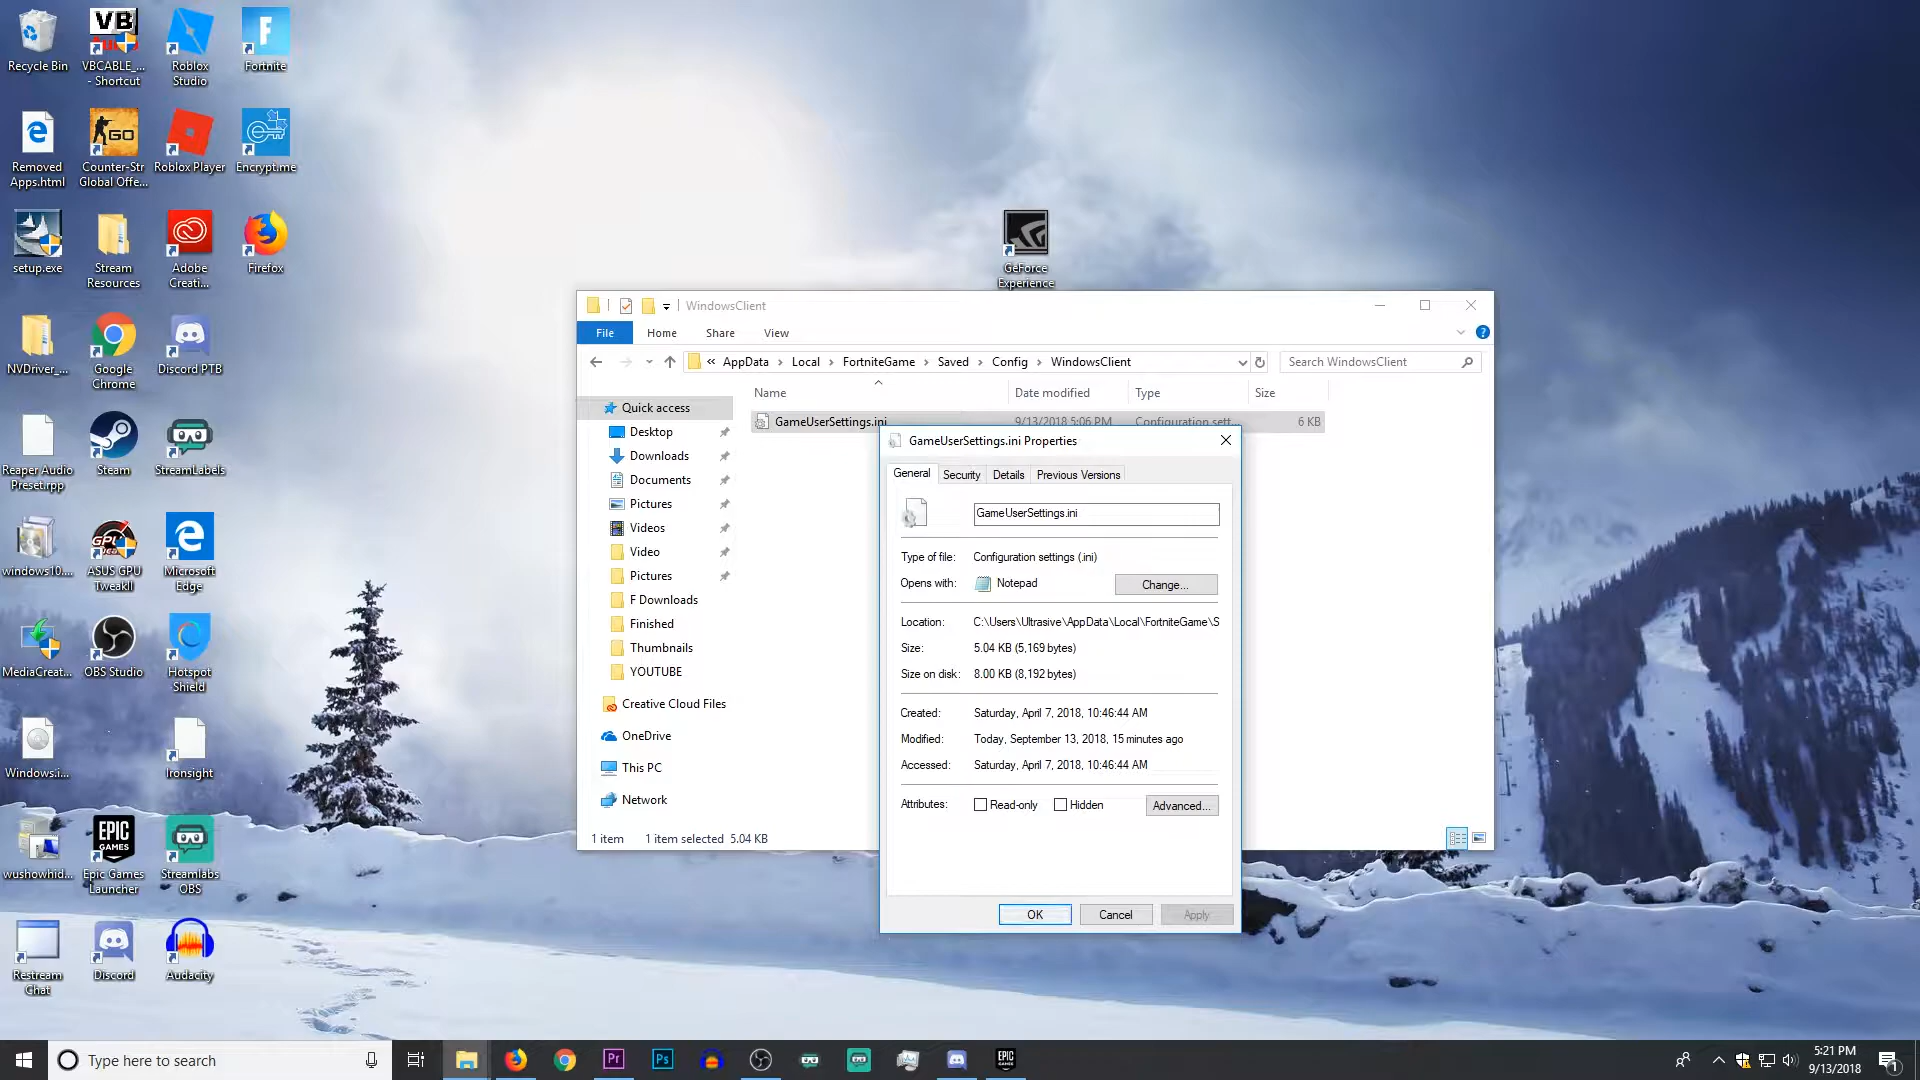 Recycle Bin
VBCABLE_...
- Shortcut
Roblox
Studio
Fortnite
Removed
Apps.html
Counter-Str
Global Offe...
Roblox Player
Encrypt.me
setup.exe
Stream
Resources
Adobe
Creati...
Firefox
GeForce
Experience
NVDriver_...
Google
Chrome
Discord PTB
Reaper Audio
Preset.rpp
Steam
StreamLabels
windows10....
ASUS GPU
TweakII
Microsoft
Edge
MediaCreat...
OBS Studio
Hotspot
Shield
Windows.i...
Ironsight
wushowhid...
Epic Games
Launcher
Streamlabs
OBS
Restream
Chat
Discord
Audacity
WindowsClient
File Home Share View
« AppData › Local › FortniteGame › Saved › Config › WindowsClient
Search WindowsClient
Name Date modified Type Size
GameUserSettings.ini 9/13/2018 5:06 PM Configuration sett... 6 KB
Quick access
Desktop
Downloads
Documents
Pictures
Videos
Video
Pictures
F Downloads
Finished
Thumbnails
YOUTUBE
Creative Cloud Files
OneDrive
This PC
Network
1 item 1 item selected 5.04 KB
GameUserSettings.ini Properties
General Security Details Previous Versions
GameUserSettings.ini
Type of file: Configuration settings (.ini)
Opens with: Notepad Change...
Location: C:\Users\Ultrasive\AppData\Local\FortniteGame\S
Size: 5.04 KB (5,169 bytes)
Size on disk: 8.00 KB (8,192 bytes)
Created: Saturday, April 7, 2018, 10:46:44 AM
Modified: Today, September 13, 2018, 15 minutes ago
Accessed: Saturday, April 7, 2018, 10:46:44 AM
Attributes: Read-only Hidden Advanced...
OK Cancel Apply
Type here to search
5:21 PM
9/13/2018